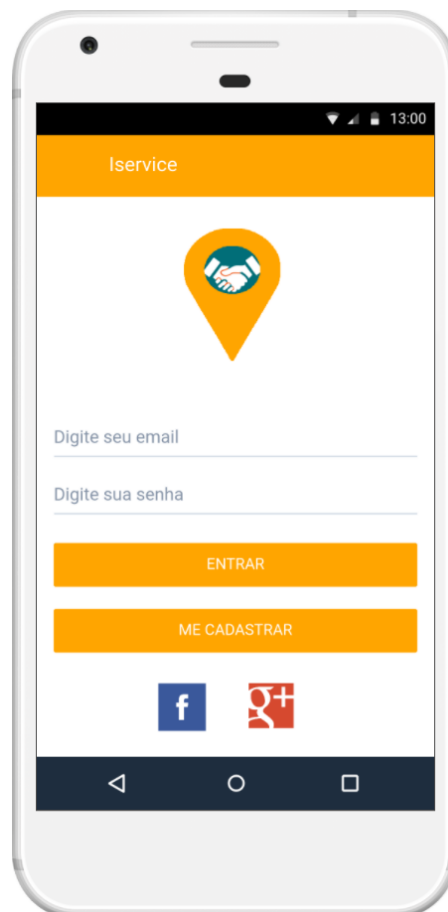 13:00
Iservice
Digite seu email
Digite sua senha
ENTRAR
ME CADASTRAR
f
g+